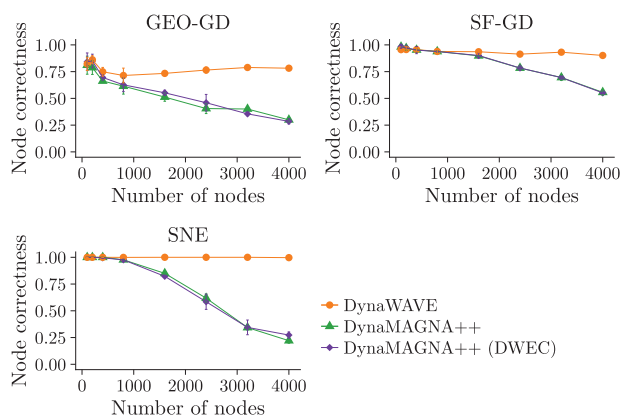 GEO-GD
Node correctness
1.00
0.75
0.50
0.25
0.00
0 1000 2000 3000 4000
Number of nodes
SF-GD
Node correctness
1.00
0.75
0.50
0.25
0.00
0 1000 2000 3000 4000
Number of nodes
SNE
Node correctness
1.00
0.75
0.50
0.25
0.00
0 1000 2000 3000 4000
Number of nodes
DynaWAVE
DynaMAGNA++
DynaMAGNA++ (DWEC)